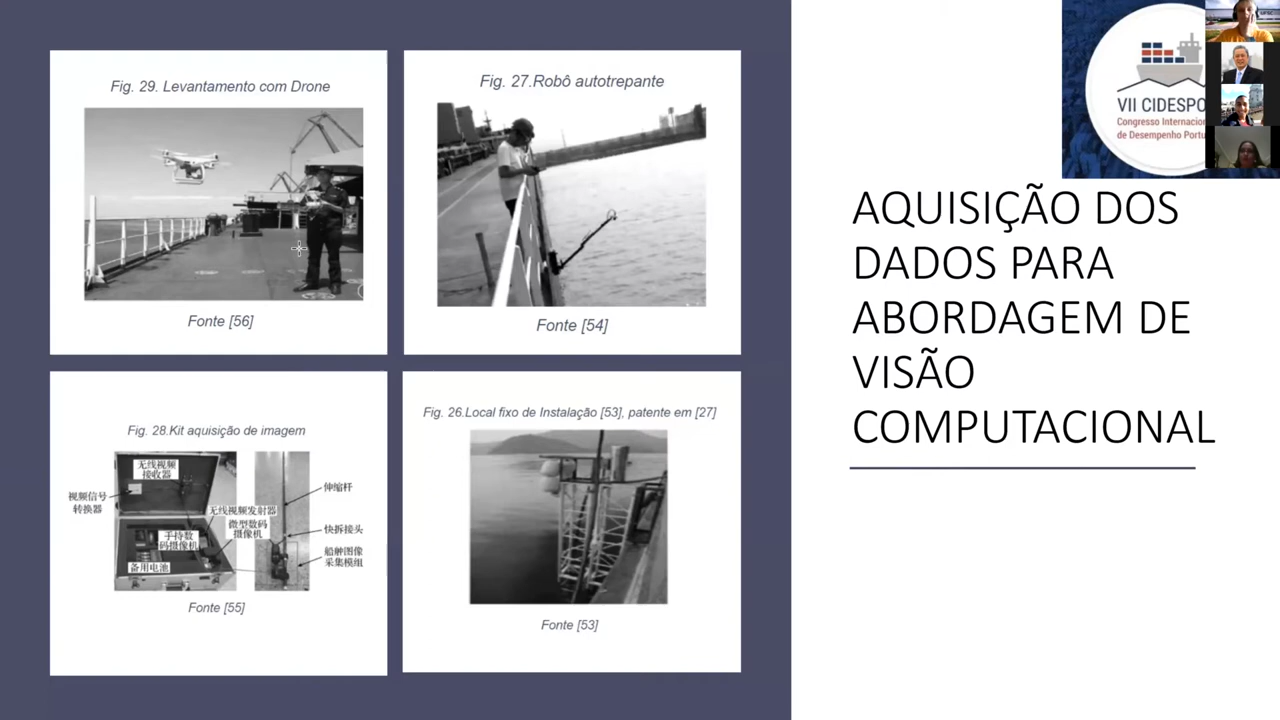 Fig. 29. Levantamento com Drone
Fonte [56]
Fig. 27.Robô autotrepante
Fonte [54]
Fig. 28.Kit aquisição de imagem
无线视频
接收器
视频信号
转换器
无线视频发射器
微型数码
摄像机
手持数
码摄像机
备用电池
伸缩杆
快拆接头
船舯图像
采集模组
Fonte [55]
Fig. 26.Local fixo de Instalação [53], patente em [27]
Fonte [53]
VII CIDESPO
Congresso Internacion
de Desempenho Portu
AQUISIÇÃO DOS
DADOS PARA
ABORDAGEM DE
VISÃO
COMPUTACIONAL